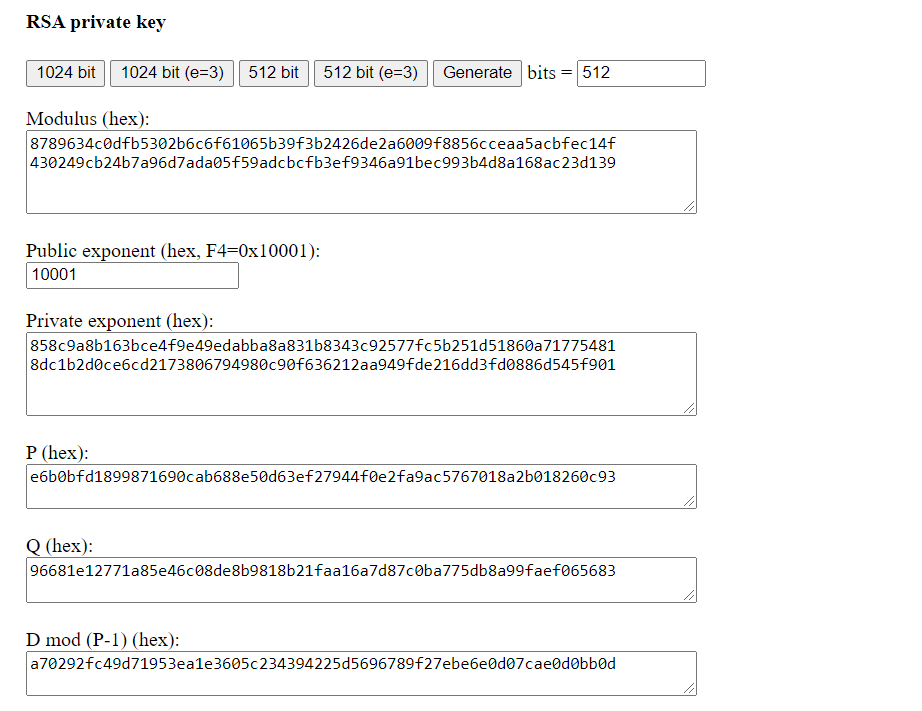 RSA private key
1024 bit 1024 bit (e=3) 512 bit 512 bit (e=3) Generate bits = 512
Modulus (hex):
8789634c0dfb5302b6c6f61065b39f3b2426de2a6009f8856cceaa5acbfec14f
430249cb24b7a96d7ada05f59adcbcfb3ef9346a91bec993b4d8a168ac23d139
Public exponent (hex, F4=0x10001):
10001
Private exponent (hex):
858c9a8b163bce4f9e49edabba8a831b8343c92577fc5b251d51860a71775481
8dc1b2d0ce6cd2173806794980c90f636212aa949fde216dd3fd0886d545f901
P (hex):
e6b0bfd1899871690cab688e50d63ef27944f0e2fa9ac5767018a2b018260c93
Q (hex):
96681e12771a85e46c08de8b9818b21faa16a7d87c0ba775db8a99faef065683
D mod (P-1) (hex):
a70292fc49d71953ea1e3605c234394225d5696789f27ebe6e0d07cae0d0bb0d